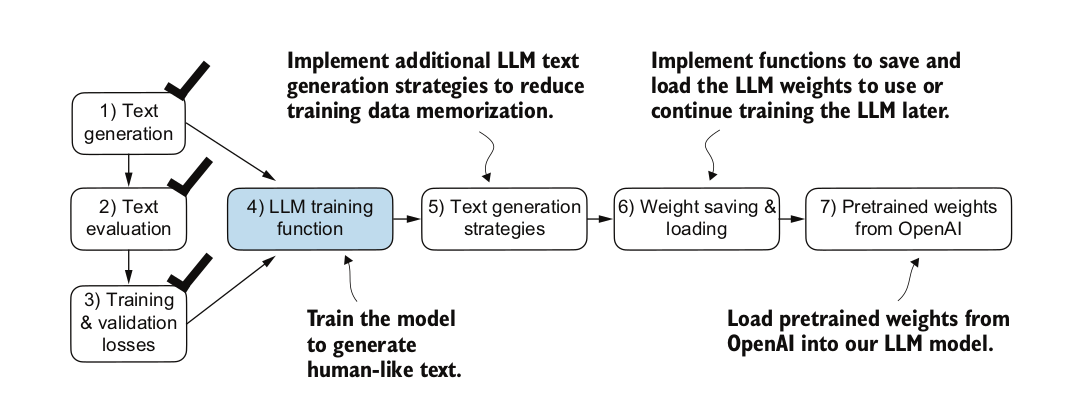 Implement additional LLM text
generation strategies to reduce
training data memorization.
Implement functions to save and
load the LLM weights to use or
continue training the LLM later.
1) Text
generation
2) Text
evaluation
3) Training
& validation
losses
4) LLM training
function
5) Text generation
strategies
6) Weight saving &
loading
7) Pretrained weights
from OpenAI
Train the model
to generate
human-like text.
Load pretrained weights from
OpenAI into our LLM model.